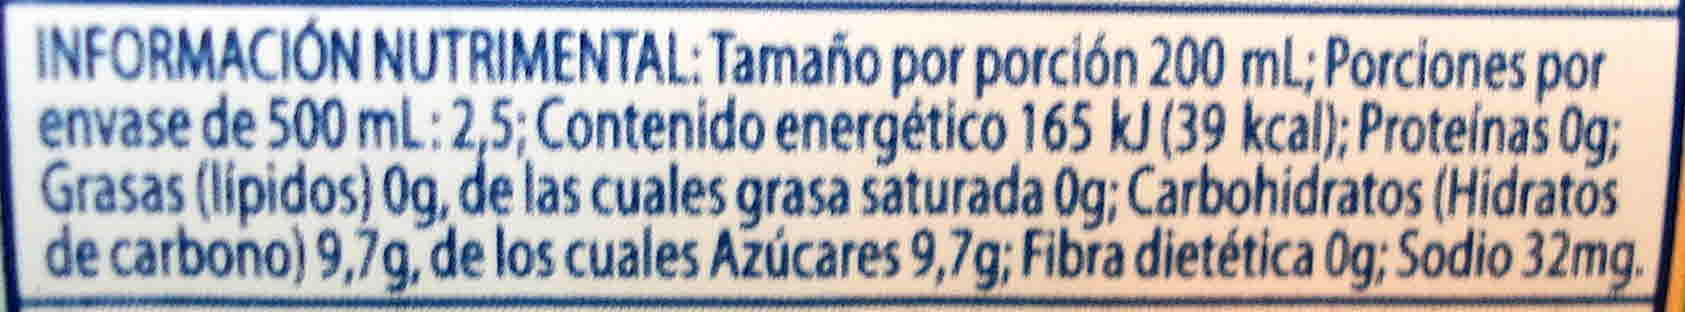 INFORMACIÓN NUTRIMENTAL: Tamaño por porción 200 mL; Porciones por
envase de 500 mL: 2,5; Contenido energético 165 kJ (39 kcal); Proteínas 0g;
Grasas (lípidos) 0g, de las cuales grasa saturada 0g; Carbohidratos (Hidratos
de carbono) 9,7g, de los cuales Azúcares 9,7g; Fibra dietética 0g; Sodio 32mg.